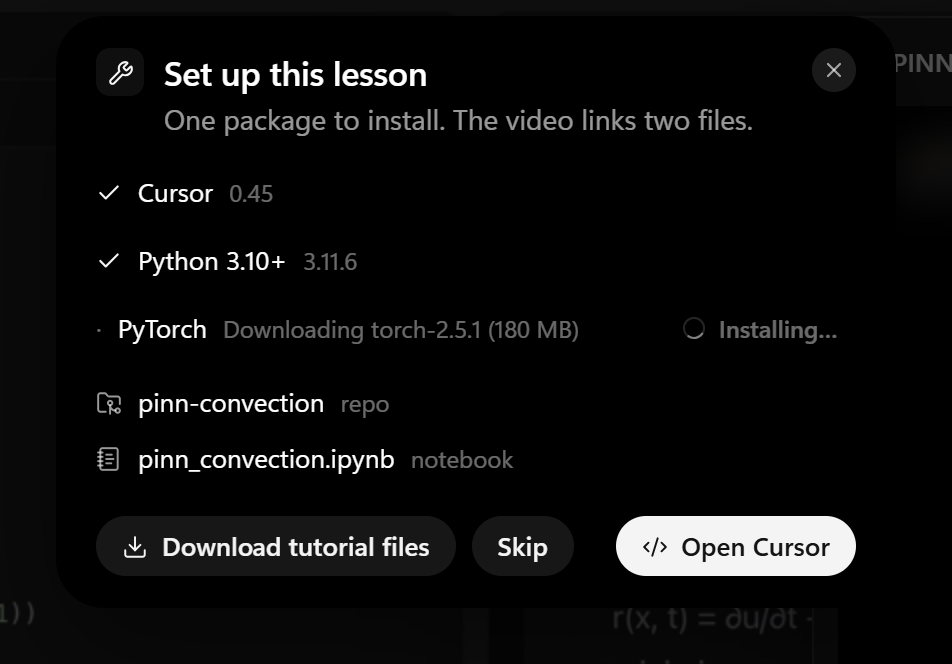 Set up this lesson
PINN
One package to install. The video links two files.
Cursor 0.45
Python 3.10+ 3.11.6
· PyTorch Downloading torch-2.5.1 (180 MB) Installing...
pinn-convection repo
pinn_convection.ipynb notebook
Download tutorial files Skip </> Open Cursor
1))
r(x, t) = ∂u/∂t -